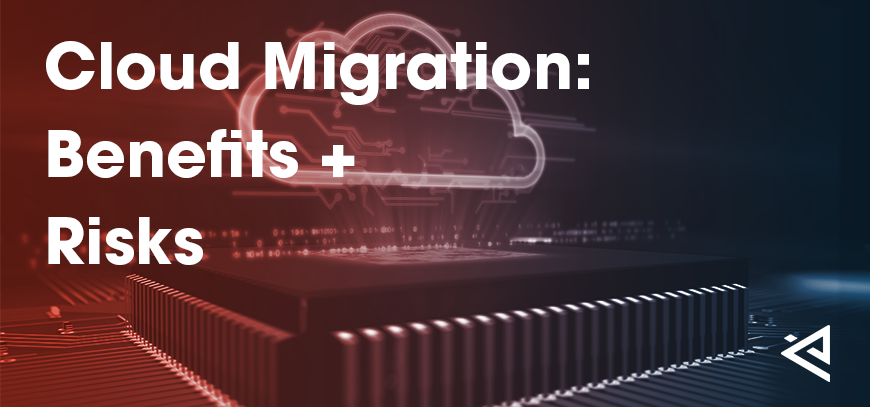 Cloud Migration:
Benefits +
Risks